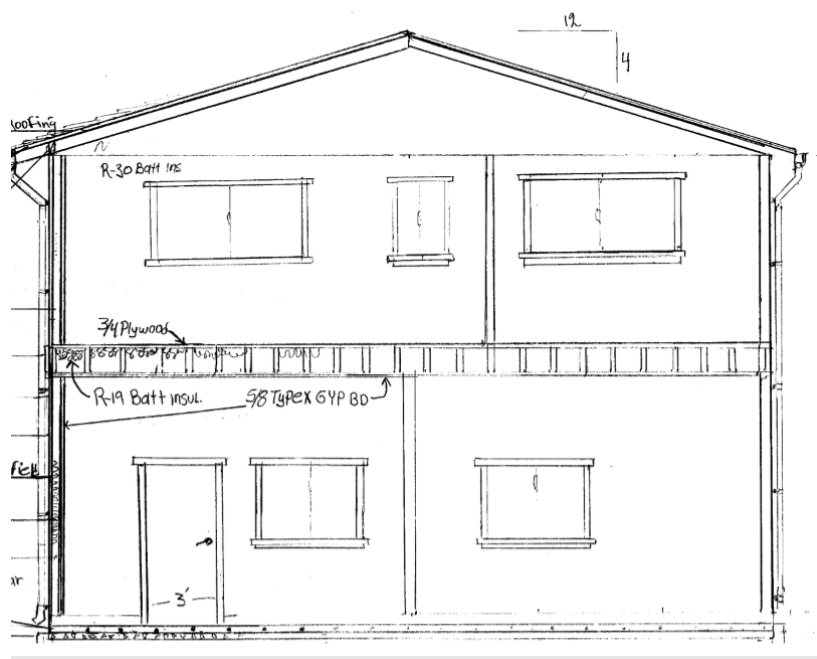 12
4
oofing
R-30 Batt ins
3/4 Plywood
R-19 Batt insul.
5/8 Type X GYP BD
3'